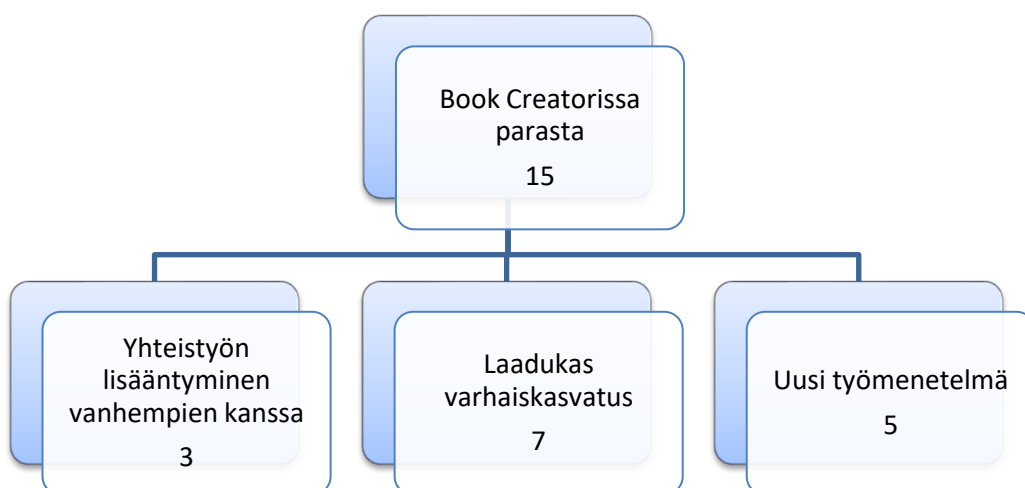 Book Creatorissa
parasta
15
Yhteistyön
lisääntyminen
vanhempien kanssa
3
Laadukas
varhaiskasvatus
7
Uusi työmenetelmä
5